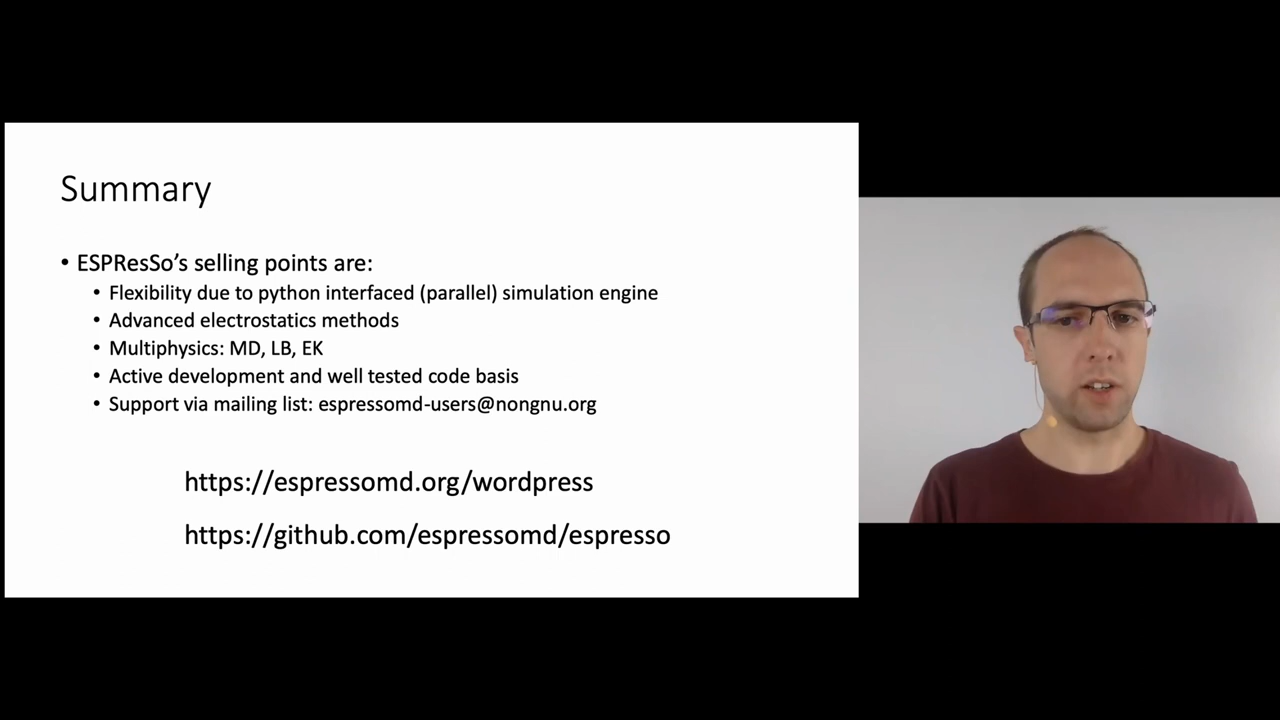 Summary
• ESPResSo’s selling points are:
• Flexibility due to python interfaced (parallel) simulation engine
• Advanced electrostatics methods
• Multiphysics: MD, LB, EK
• Active development and well tested code basis
• Support via mailing list: espressomd-users@nongnu.org
https://espressomd.org/wordpress
https://github.com/espressomd/espresso